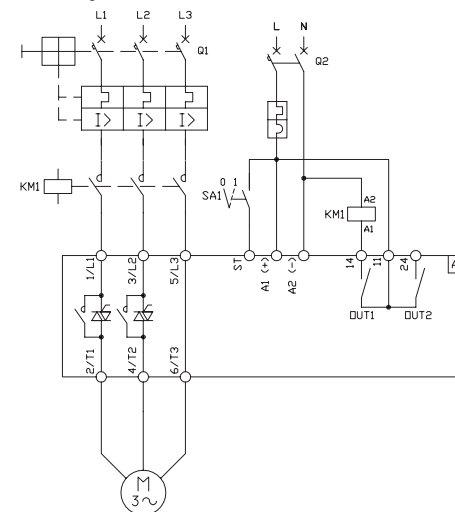 L1 L2 L3 L N
Q1 Q2
I> I> I>
0 1
SA1
KM1
KM1 A2
A1
1/L1 3/L2 5/L3 ST A1 (+) A2 (-) 14 11 24 A
OUT1 OUT2
2/T1 4/T2 6/T3
M
3~